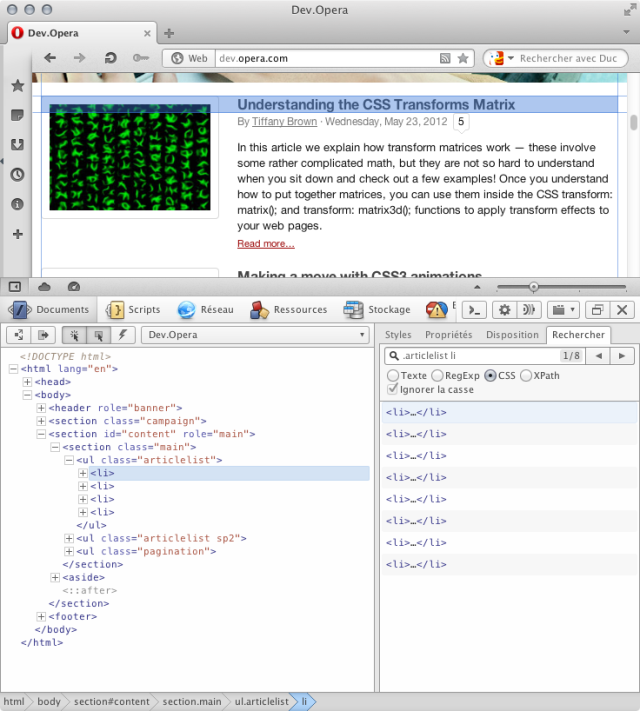 Dev.Opera
Dev.Opera
Web dev.opera.com Rechercher avec Duc
Understanding the CSS Transforms Matrix
By Tiffany Brown · Wednesday, May 23, 2012 5
In this article we explain how transform matrices work — these involve
some rather complicated math, but they are not so hard to understand
when you sit down and check out a few examples! Once you understand
how to put together matrices, you can use them inside the CSS transform:
matrix(); and transform: matrix3d(); functions to apply transform effects to
your web pages.
Read more...
Making a move with CSS3 animations
Documents Scripts Réseau Ressources Stockage
Dev.Opera
Styles Propriétés Disposition Rechercher
.articlelist li 1/8
Texte RegExp CSS XPath
Ignorer la casse
<!DOCTYPE html>
<html lang="en">
<head>
<body>
<header role="banner">
<section class="campaign">
<section id="content" role="main">
<section class="main">
<ul class="articlelist">
<li>
<li>
<li>
<li>
</ul>
<ul class="articlelist sp2">
<ul class="pagination">
</section>
<aside>
<::after>
</section>
<footer>
</body>
</html>
<li>…</li>
<li>…</li>
<li>…</li>
<li>…</li>
<li>…</li>
<li>…</li>
<li>…</li>
<li>…</li>
html body section#content section.main ul.articlelist li